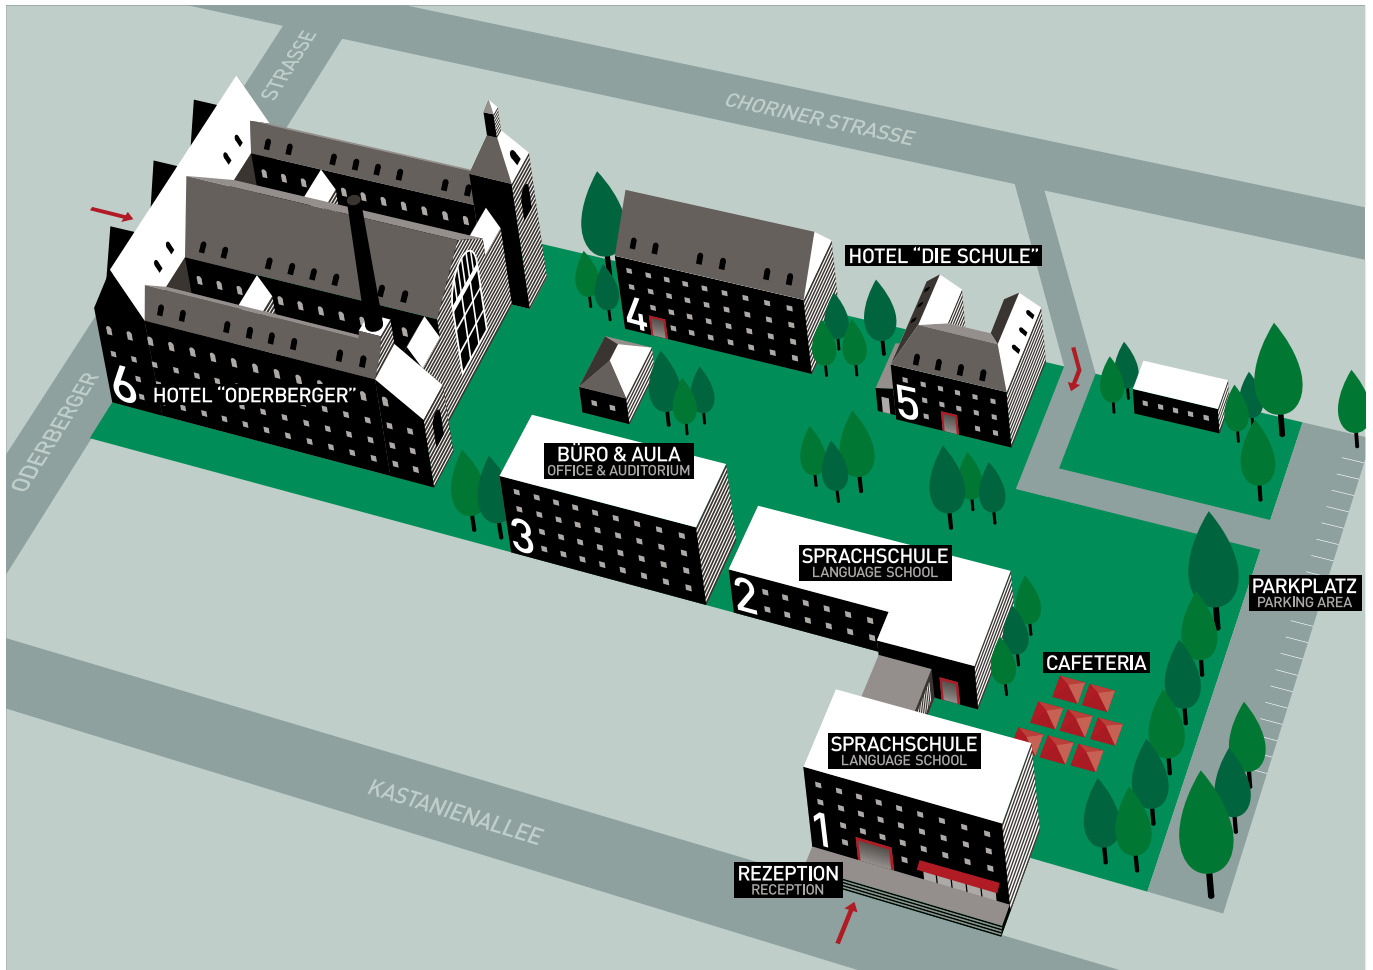 STRASSE
CHORINER STRASSE
HOTEL "DIE SCHULE"
4
5
6
HOTEL "ODERBERGER"
ODERBERGER
BÜRO & AULA
OFFICE & AUDITORIUM
3
SPRACHSCHULE
LANGUAGE SCHOOL
2
PARKPLATZ
PARKING AREA
CAFETERIA
SPRACHSCHULE
LANGUAGE SCHOOL
1
KASTANIENALLEE
REZEPTION
RECEPTION